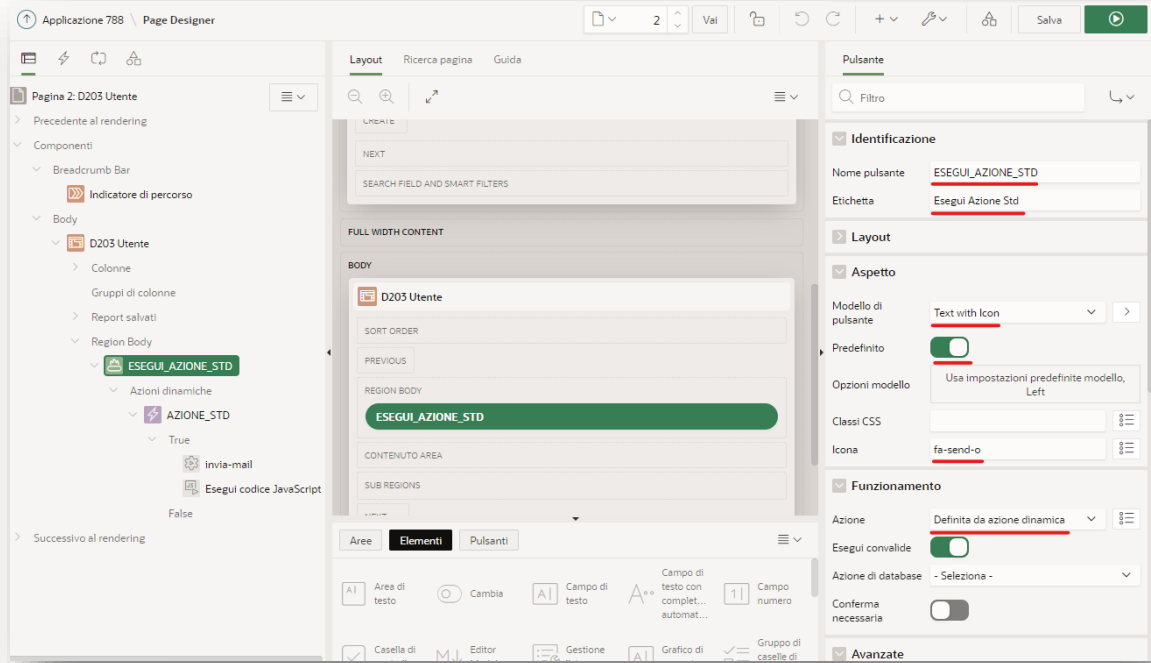 Applicazione 788 \ Page Designer
2
Vai
Salva
Layout
Ricerca pagina
Guida
Pulsante
Pagina 2: D203 Utente
Precedente al rendering
Componenti
Breadcrumb Bar
Indicatore di percorso
Body
D203 Utente
Colonne
Gruppi di colonne
Report salvati
Region Body
ESEGUI_AZIONE_STD
Azioni dinamiche
AZIONE_STD
True
invia-mail
Esegui codice JavaScript
False
Successivo al rendering
CREATE
NEXT
SEARCH FIELD AND SMART FILTERS
FULL WIDTH CONTENT
BODY
D203 Utente
SORT ORDER
PREVIOUS
REGION BODY
ESEGUI_AZIONE_STD
CONTENUTO AREA
SUB REGIONS
NEXT
Aree
Elementi
Pulsanti
Area di
testo
Cambia
Campo di
testo
Campo di
testo con
complet...
automat...
Campo
numero
Casella di
Editor
Gestione
Grafico di
Gruppo di
caselle di
Filtro
Identificazione
Nome pulsante
ESEGUI_AZIONE_STD
Etichetta
Esegui Azione Std
Layout
Aspetto
Modello di
pulsante
Text with Icon
Predefinito
Opzioni modello
Usa impostazioni predefinite modello,
Left
Classi CSS
Icona
fa-send-o
Funzionamento
Azione
Definita da azione dinamica
Esegui convalide
Azione di database
- Seleziona -
Conferma
necessaria
Avanzate